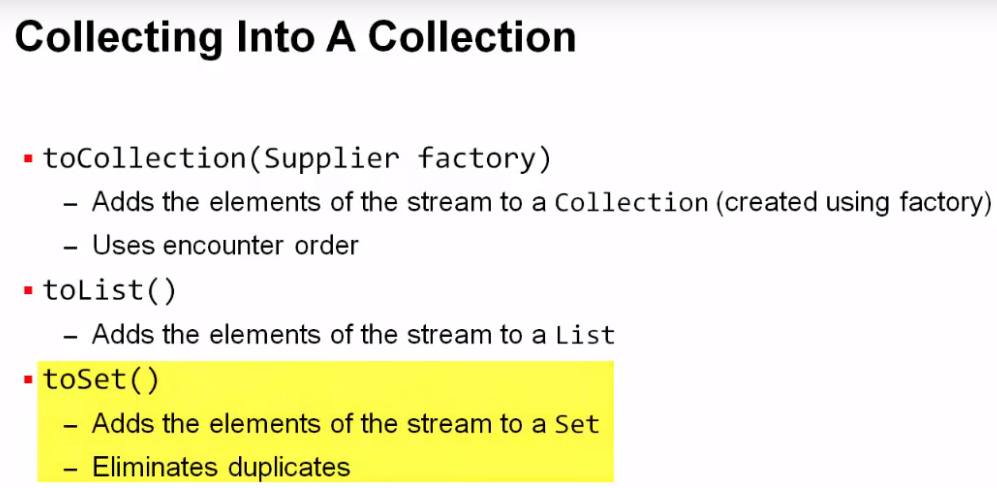 Collecting Into A Collection
▪ toCollection(Supplier factory)
– Adds the elements of the stream to a Collection (created using factory)
– Uses encounter order
▪ toList()
– Adds the elements of the stream to a List
▪ toSet()
– Adds the elements of the stream to a Set
– Eliminates duplicates